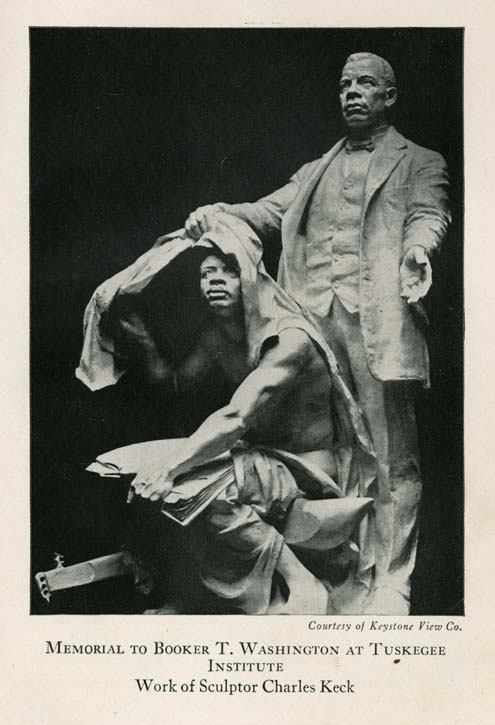 Courtesy of Keystone View Co.
Memorial to Booker T. Washington at Tuskegee
Institute
Work of Sculptor Charles Keck